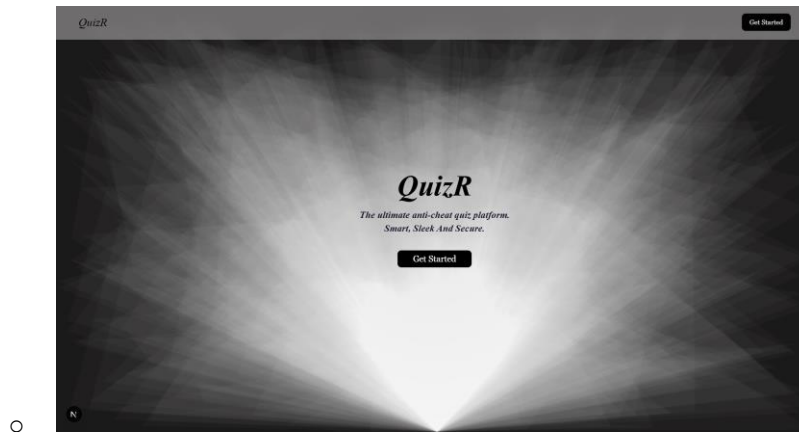 QuizR
Get Started
QuizR
The ultimate anti-cheat quiz platform.
Smart, Sleek And Secure.
Get Started
N